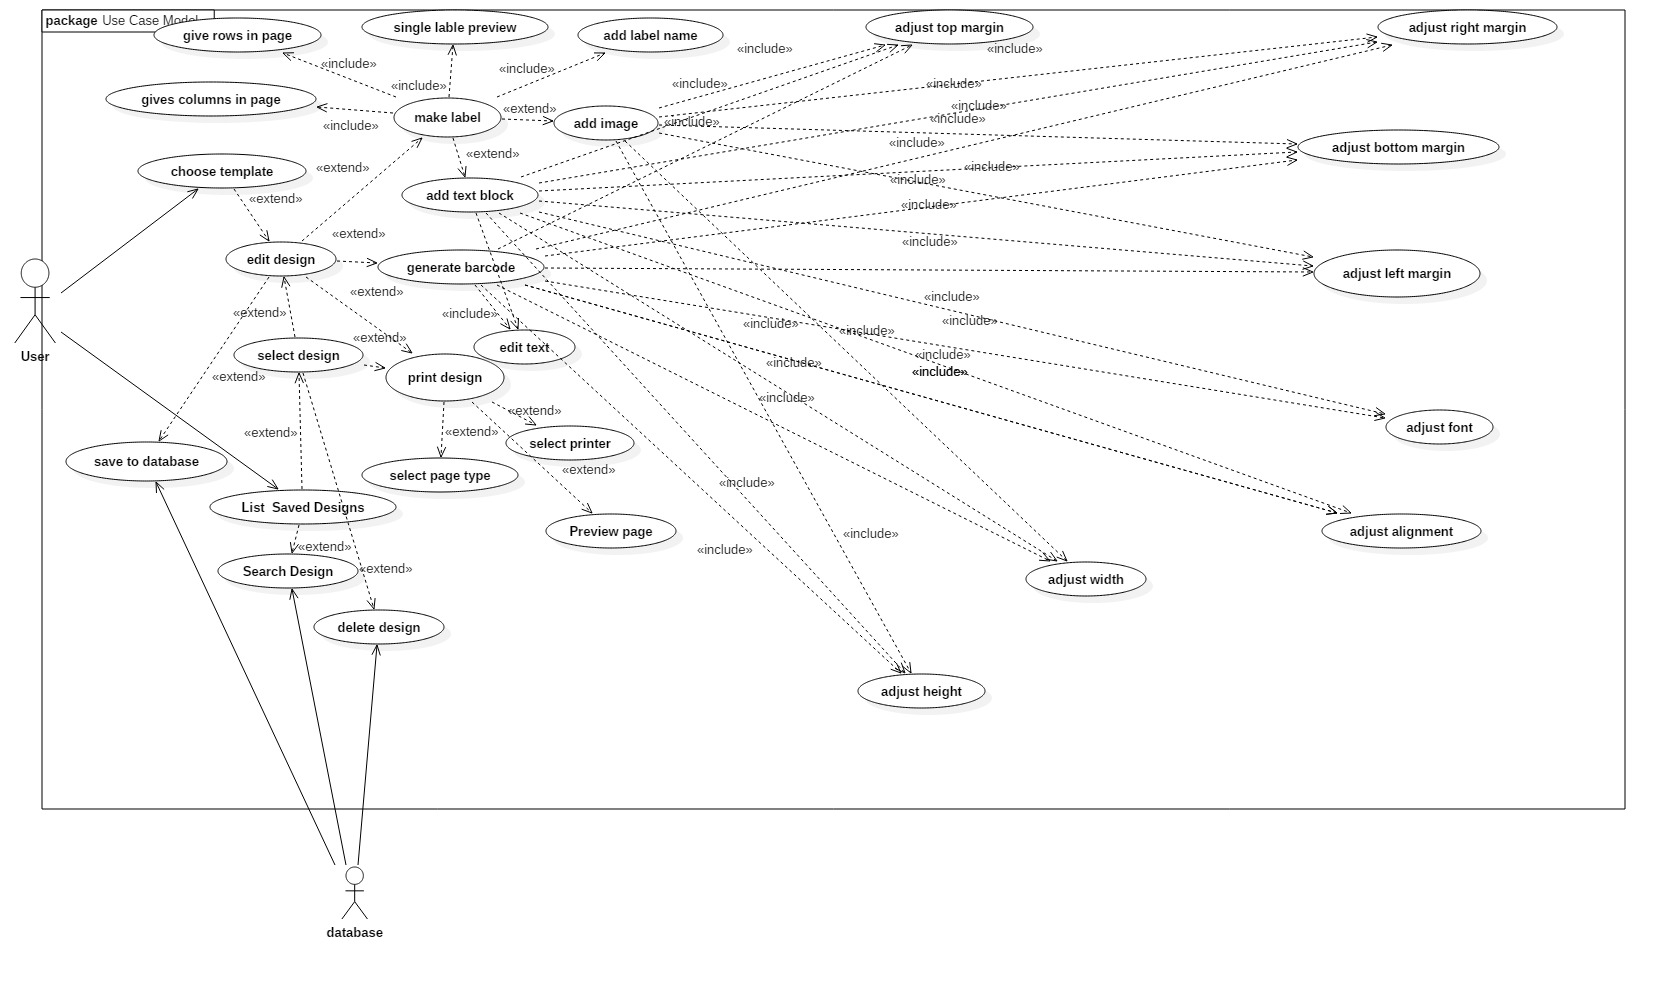 package Use Case Model
give rows in page
single lable preview
add label name
adjust top margin
adjust right margin
«include»
«include»
«include»
«include»
«include»
«include»
«include»
gives columns in page
make label
«extend»
add image
«include»
«include»
«include»
«include»
«extend»
«include»
adjust bottom margin
choose template
«extend»
«include»
«include»
«extend»
add text block
«include»
«extend»
«include»
edit design
generate barcode
adjust left margin
«extend»
«include»
«extend»
«include»
«include»
«include»
«include»
User
select design
«extend»
edit text
«include»
«include»
«include»
«extend»
print design
«include»
«extend»
adjust font
«extend»
«extend»
select printer
save to database
select page type
«extend»
«include»
List  Saved Designs
Preview page
adjust alignment
«include»
«extend»
«include»
Search Design
«extend»
adjust width
delete design
adjust height
database